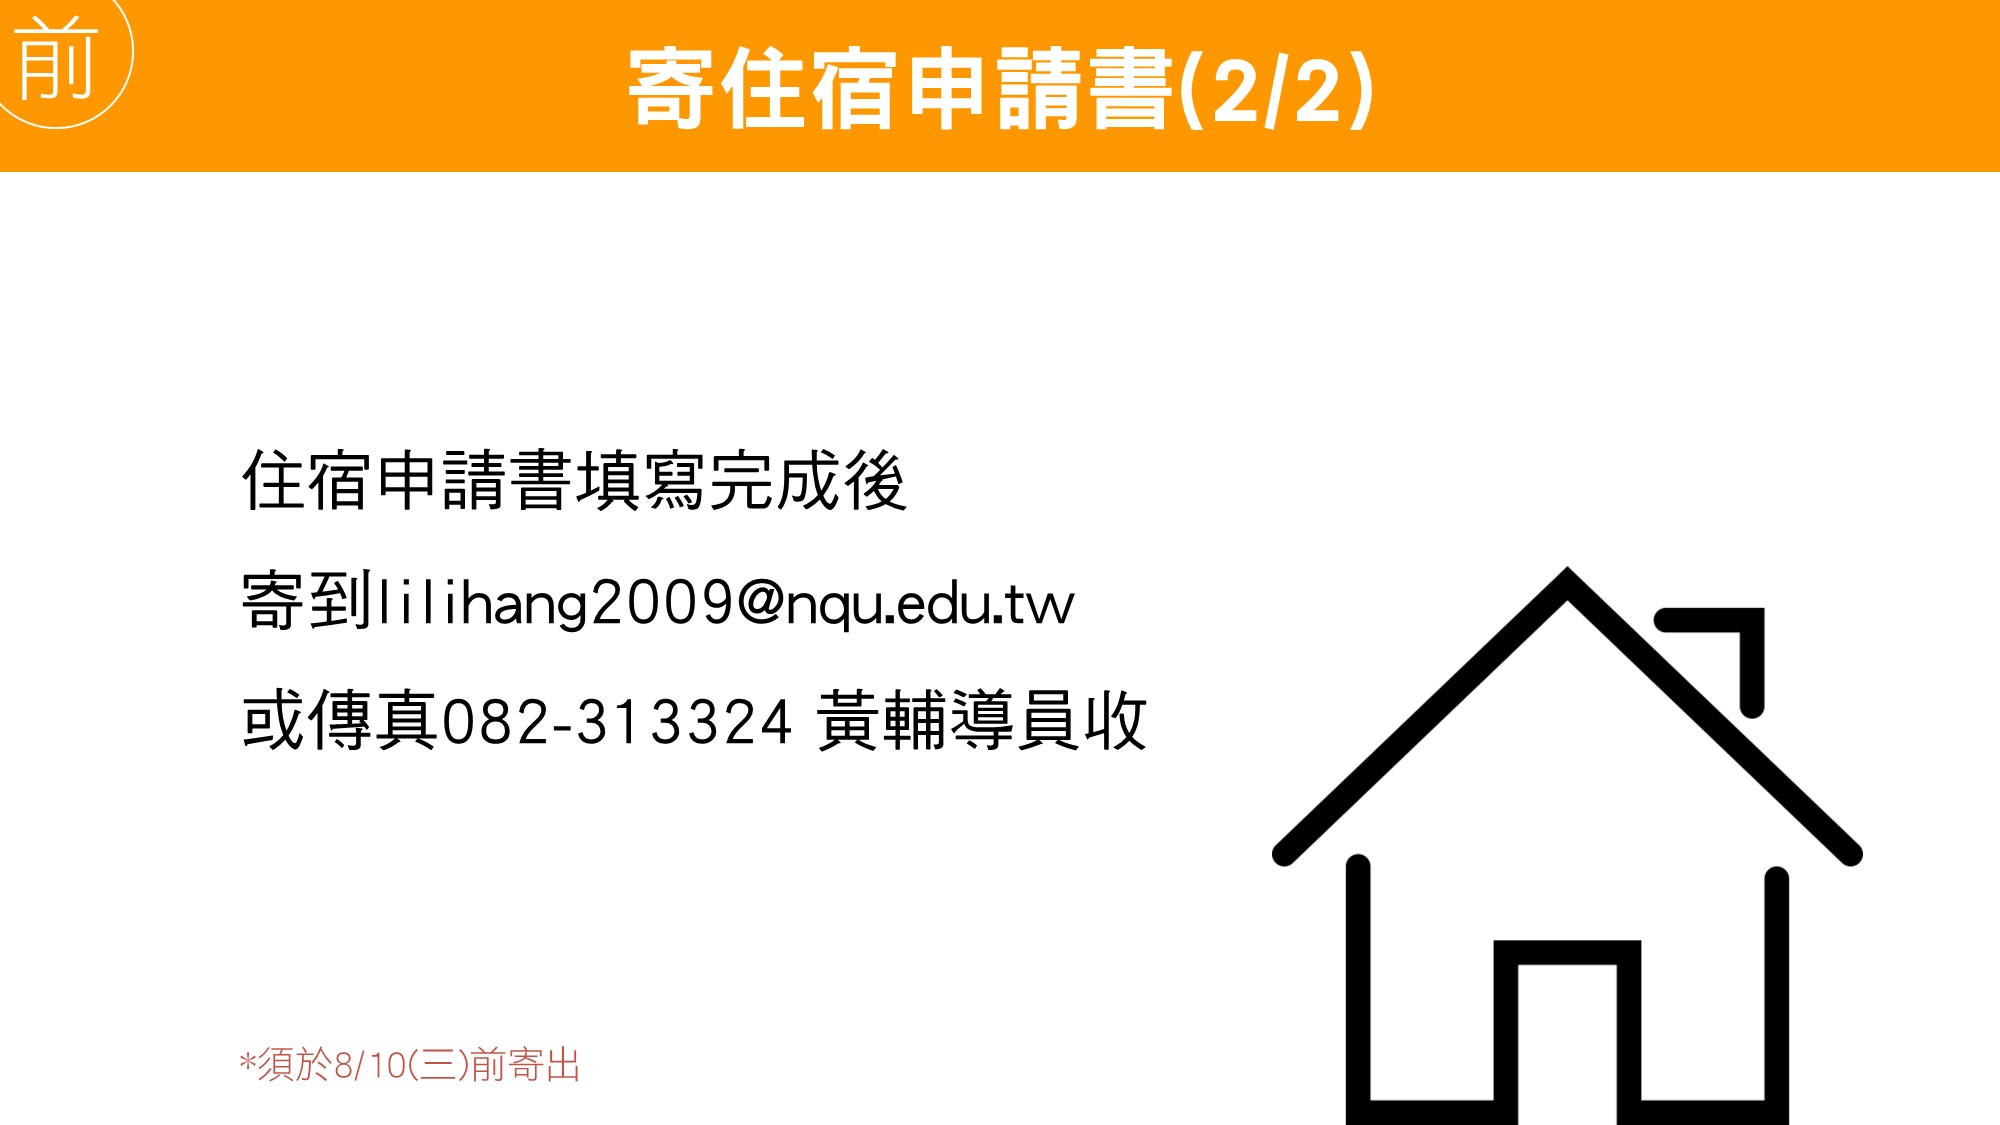 前
寄住宿申請書(2/2)
住宿申請書填寫完成後
寄到lilihang2009@nqu.edu.tw
或傳真082-313324 黃輔導員收
*須於8/10(三)前寄出